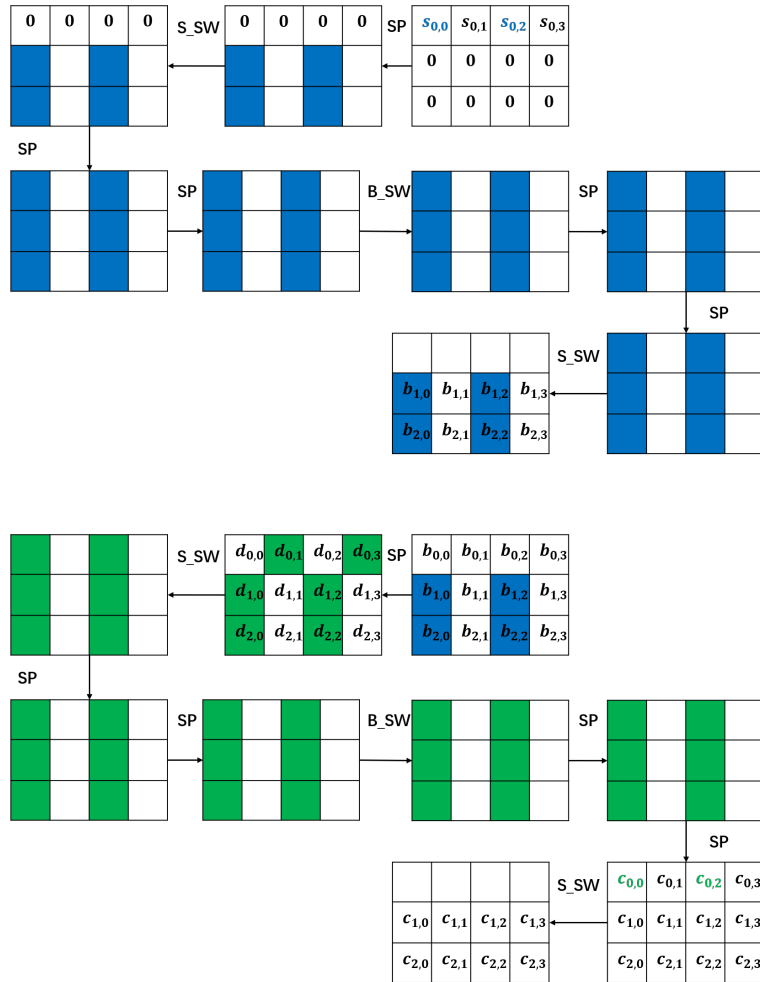 0 0 0 0 S_SW 0 0 0 0 SP s0,0 s0,1 s0,2 s0,3
0 0 0 0
0 0 0 0
SP
SP B_SW SP
SP
S_SW
b1,0 b1,1 b1,2 b1,3
b2,0 b2,1 b2,2 b2,3
S_SW d0,0 d0,1 d0,2 d0,3 SP b0,0 b0,1 b0,2 b0,3
d1,0 d1,1 d1,2 d1,3 b1,0 b1,1 b1,2 b1,3
d2,0 d2,1 d2,2 d2,3 b2,0 b2,1 b2,2 b2,3
SP
SP B_SW SP
SP
S_SW c0,0 c0,1 c0,2 c0,3
c1,0 c1,1 c1,2 c1,3 c1,0 c1,1 c1,2 c1,3
c2,0 c2,1 c2,2 c2,3 c2,0 c2,1 c2,2 c2,3